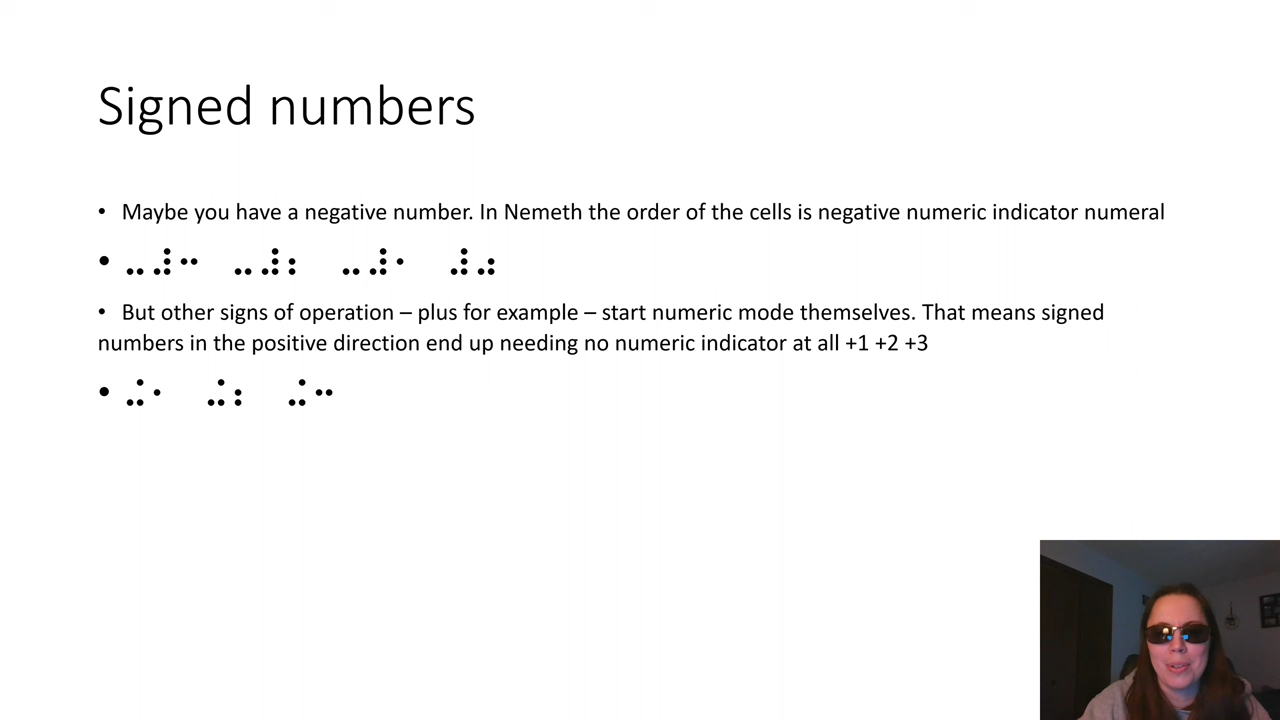 Signed numbers
• Maybe you have a negative number. In Nemeth the order of the cells is negative numeric indicator numeral
• ⠤⠼⠒ ⠤⠼⠆ ⠤⠼⠂ ⠼⠴
• But other signs of operation – plus for example – start numeric mode themselves. That means signed
numbers in the positive direction end up needing no numeric indicator at all +1 +2 +3
• ⠬⠂ ⠬⠆ ⠬⠒